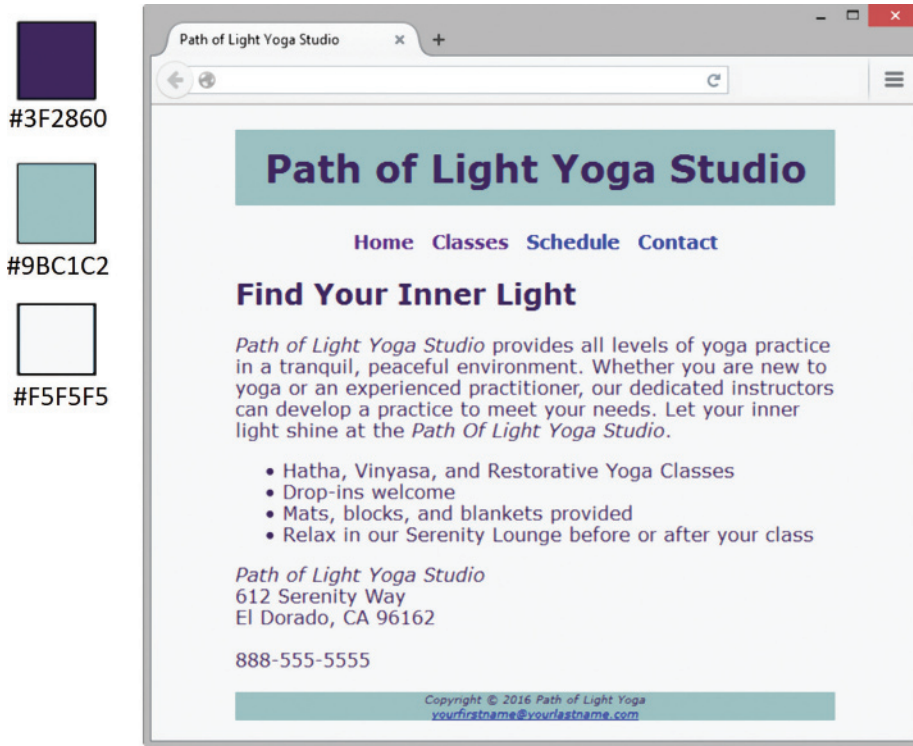 #3F2860
#9BC1C2
#F5F5F5
Path of Light Yoga Studio
Path of Light Yoga Studio
Home Classes Schedule Contact
Find Your Inner Light
Path of Light Yoga Studio provides all levels of yoga practice
in a tranquil, peaceful environment. Whether you are new to
yoga or an experienced practitioner, our dedicated instructors
can develop a practice to meet your needs. Let your inner
light shine at the Path Of Light Yoga Studio.
• Hatha, Vinyasa, and Restorative Yoga Classes
• Drop-ins welcome
• Mats, blocks, and blankets provided
• Relax in our Serenity Lounge before or after your class
Path of Light Yoga Studio
612 Serenity Way
El Dorado, CA 96162
888-555-5555
Copyright © 2016 Path of Light Yoga
yourfirstname@yourlastname.com